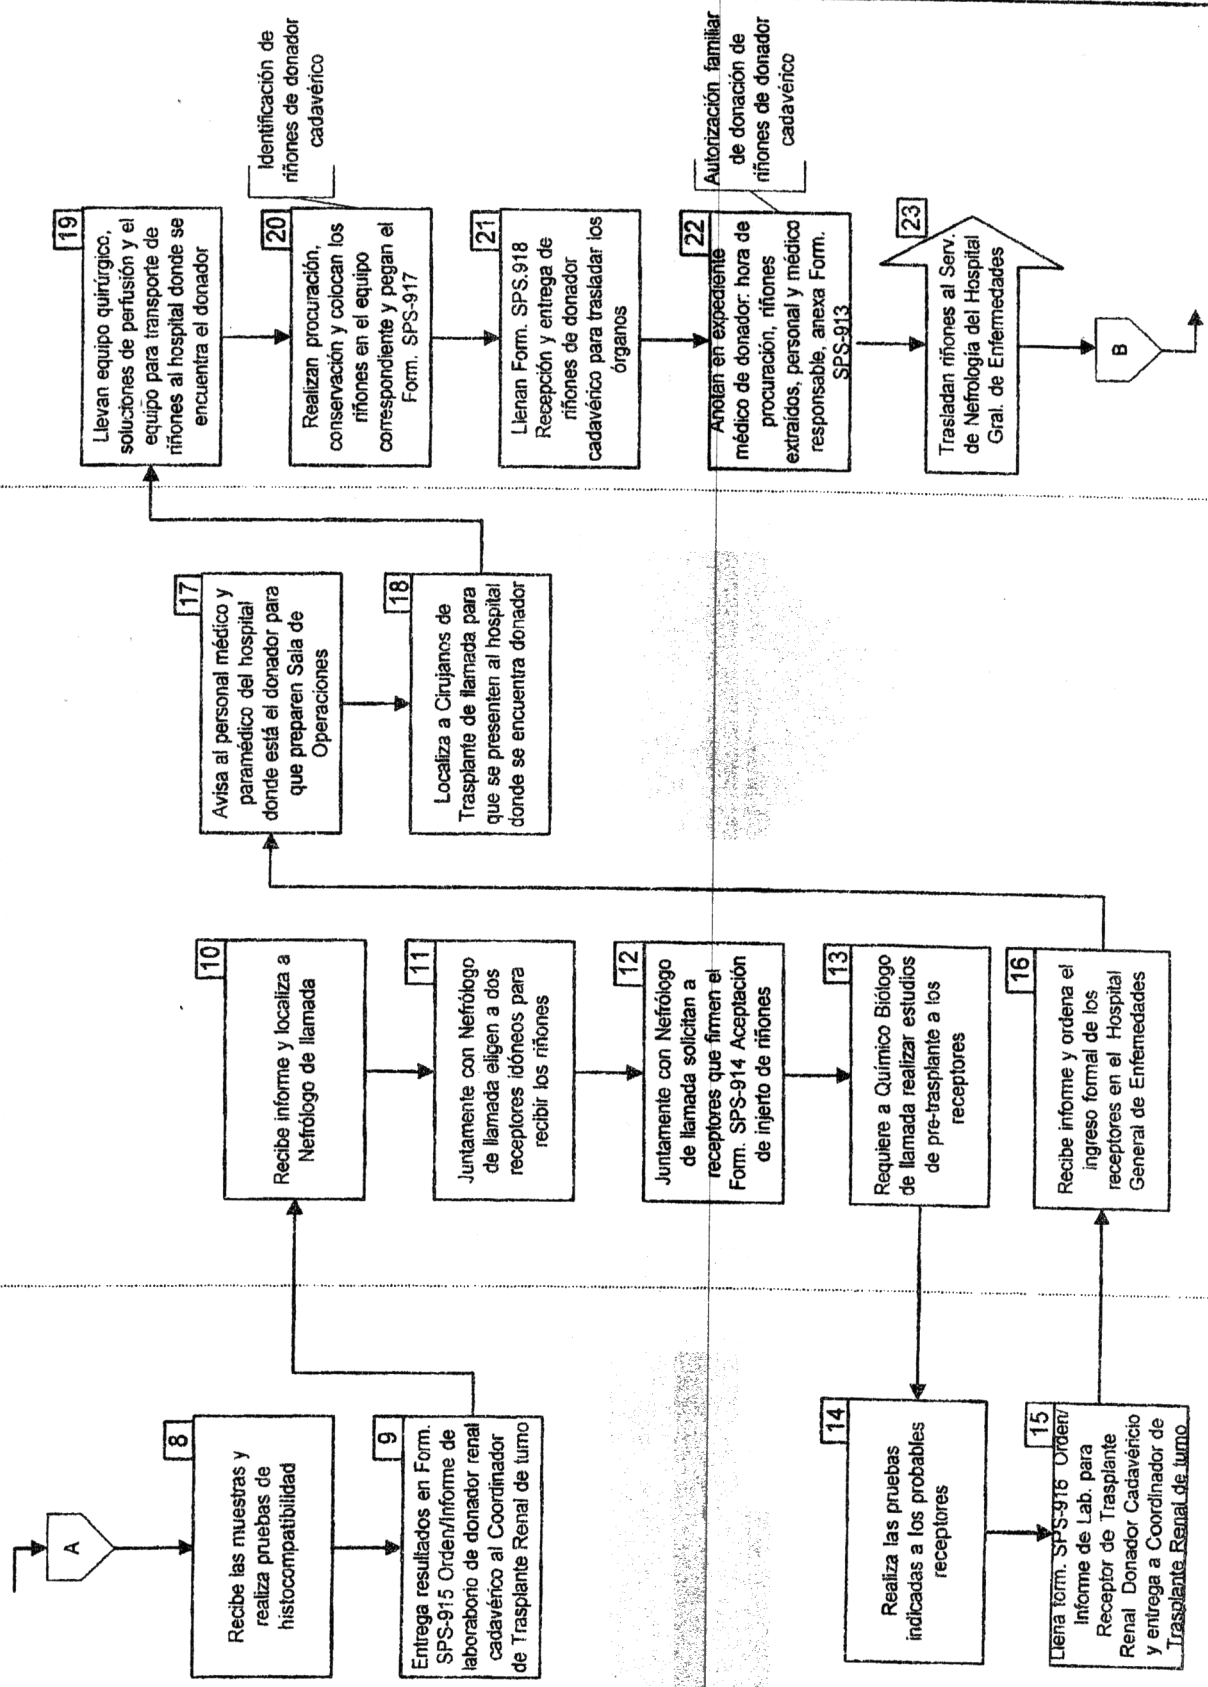 A
8
Recibe las muestras y
realiza pruebas de
histocompatibilidad
9
Entrega resultados en Form.
SPS-915 Orden/Informe de
laboraborio de donador renal
cadavérico al Coordinador
de Trasplante Renal de turno
10
Recibe informe y localiza a
Nefrólogo de llamada
11
Juntamente con Nefrólogo
de llamada eligen a dos
receptores idóneos para
recibir los riñones
12
Juntamente con Nefrólogo
de llamada solicitan a
receptores que firmen el
Form. SPS-914 Aceptación
de injerto de riñones
13
Requiere a Químico Biólogo
de llamada realizar estudios
de pre-trasplante a los
receptores
14
Realiza las pruebas
indicadas a los probables
receptores
15
Llena form. SPS-916 Orden/
Informe de Lab. para
Receptor de Trasplante
Renal Donador Cadavéricio
y entrega a Coordinador de
Trasplante Renal de turno
16
Recibe informe y ordena el
ingreso formal de los
receptores en el Hospital
General de Enfemedades
17
Avisa al personal médico y
paramédico del hospital
donde está el donador para
que preparen Sala de
Operaciones
18
Localiza a Cirujanos de
Trasplante de llamada para
que se presenten al hospital
donde se encuentra donador
19
Llevan equipo quirúrgico,
soluciones de perfusión y el
equipo para transporte de
riñones al hospital donde se
encuentra el donador
20
Realizan procuración,
conservación y colocan los
riñones en el equipo
correspondiente y pegan el
Form. SPS-917
Identificación de
riñones de donador
cadavérico
21
Llenan Form. SPS.918
Recepción y entrega de
riñones de donador
cadavérico para trasladar los
órganos
22
Anotan en expediente
médico de donador: hora de
procuración, riñones
extraídos, personal y médico
responsable, anexa Form.
SPS-913
Autorización familiar
de donación de
riñones de donador
cadavérico
23
Trasladan riñones al Serv.
de Nefrología del Hospital
Gral. de Enfermedades
B